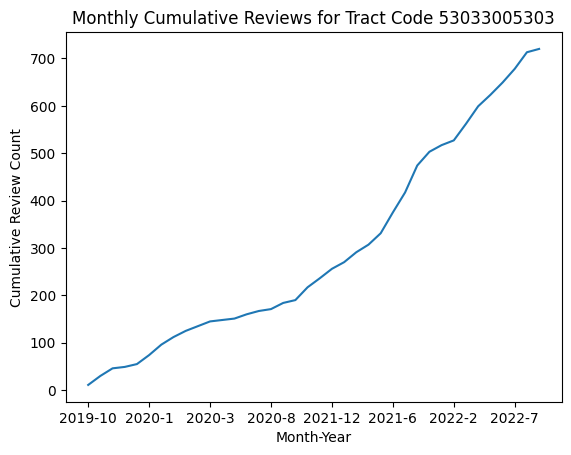 Monthly Cumulative Reviews for Tract Code 53033005303
Cumulative Review Count
700
600
500
400
300
200
100
0
2019-10 2020-1 2020-3 2020-8 2021-12 2021-6 2022-2 2022-7
Month-Year